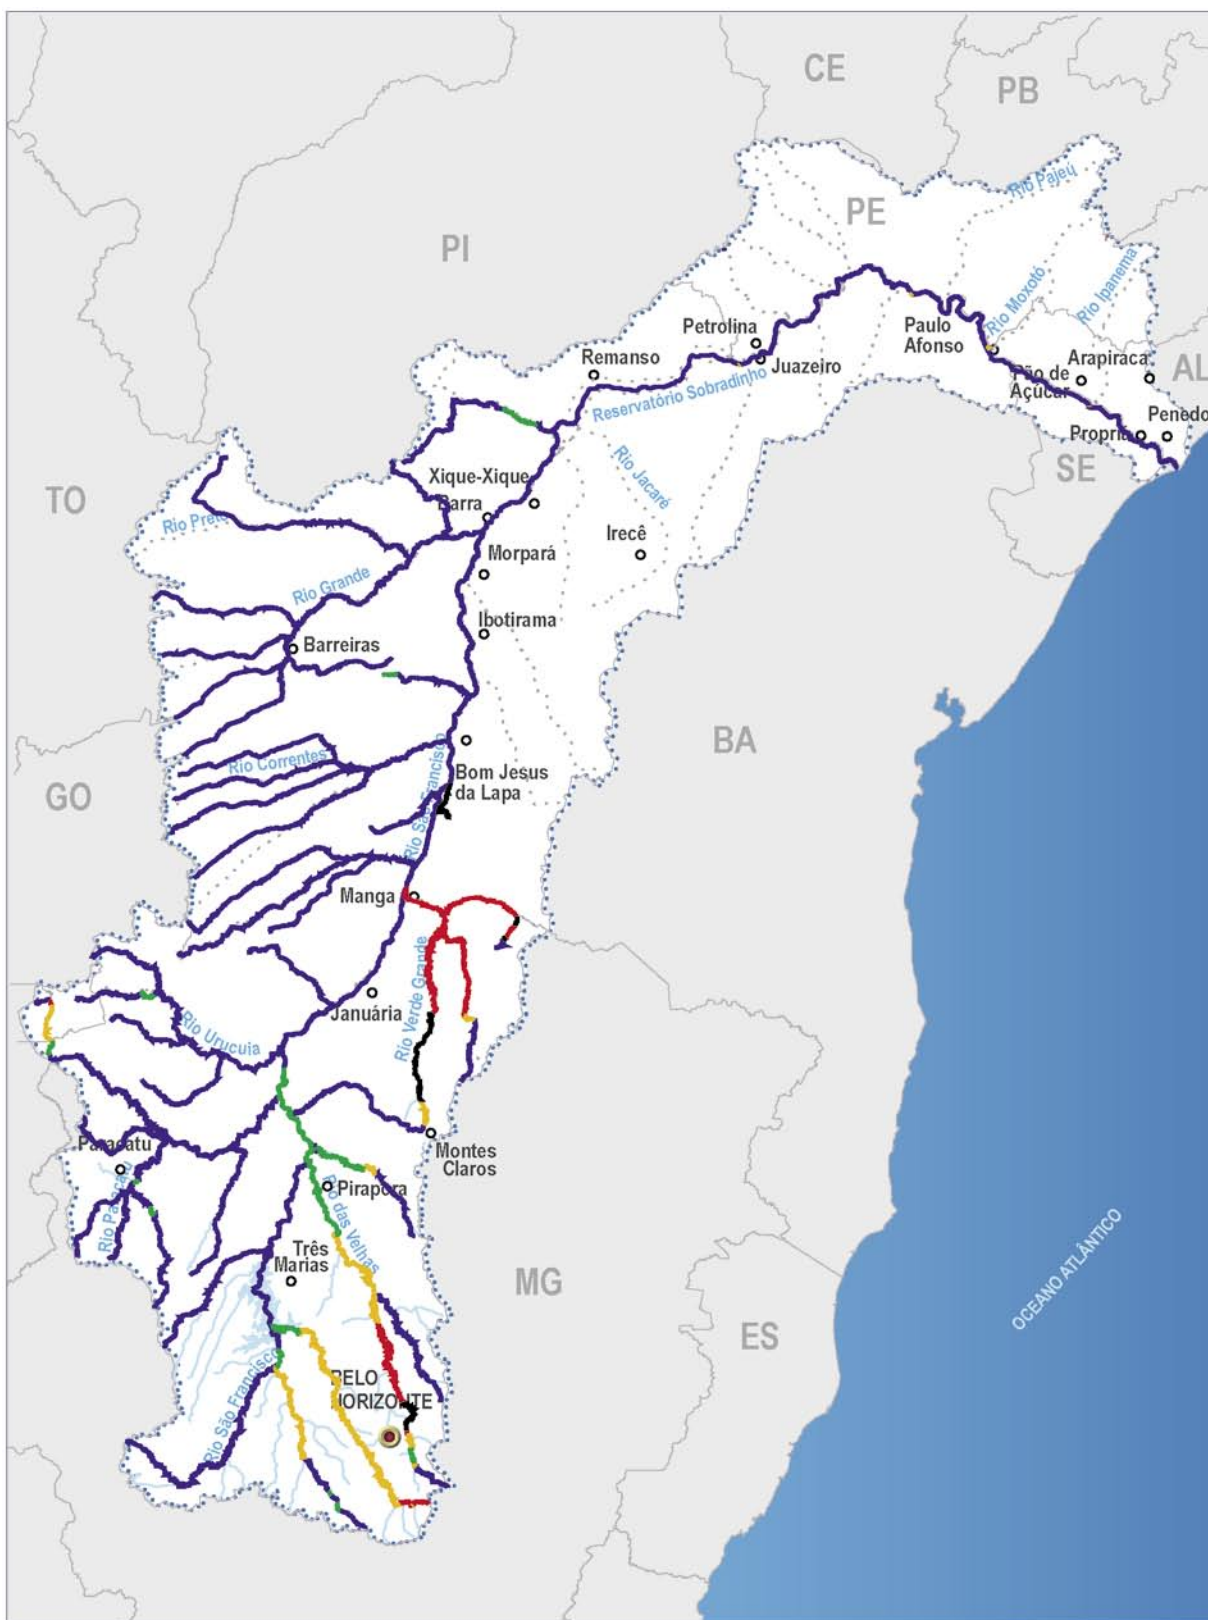 CE
PB
Rio Pajeú
PE
PI
Rio Moxotó
Rio Ipanema
Petrolina
Paulo
Afonso
Remanso
Juazeiro
Arapiraca
AL
Pão de
Açúcar
Reservatório Sobradinho
Penedo
Propriá
SE
Rio Jacaré
Xique-Xique
Barra
TO
Rio Preto
Irecê
Morpará
Rio Grande
Ibotirama
Barreiras
BA
Rio Correntes
Rio São Francisco
Bom Jesus
da Lapa
GO
Manga
Rio Verde Grande
Januária
Rio Urucuia
Paracatu
Montes
Claros
Rio Paracatu
Pirapora
Rio das Velhas
Três
Marias
MG
OCEANO ATLÂNTICO
ES
BELO
HORIZONTE
Rio São Francisco